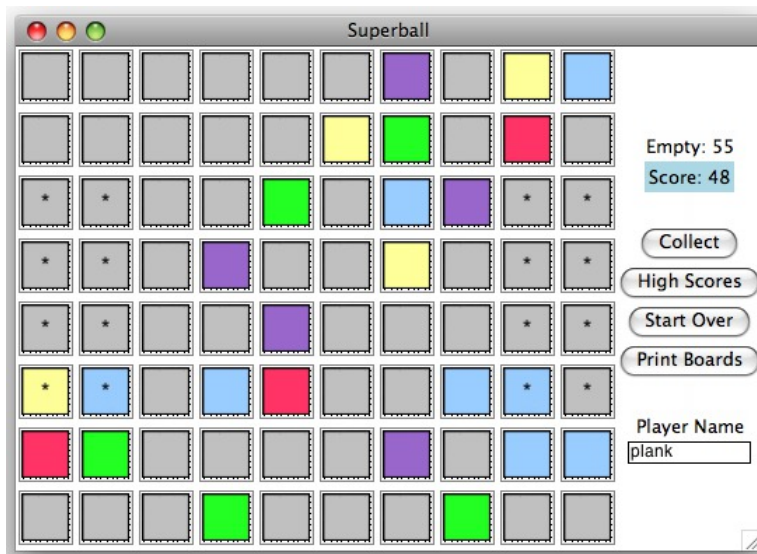 Superball
Empty: 55
Score: 48
* * * *
Collect
* * * *
High Scores
* * * *
Start Over
Print Boards
* * * *
Player Name
plank